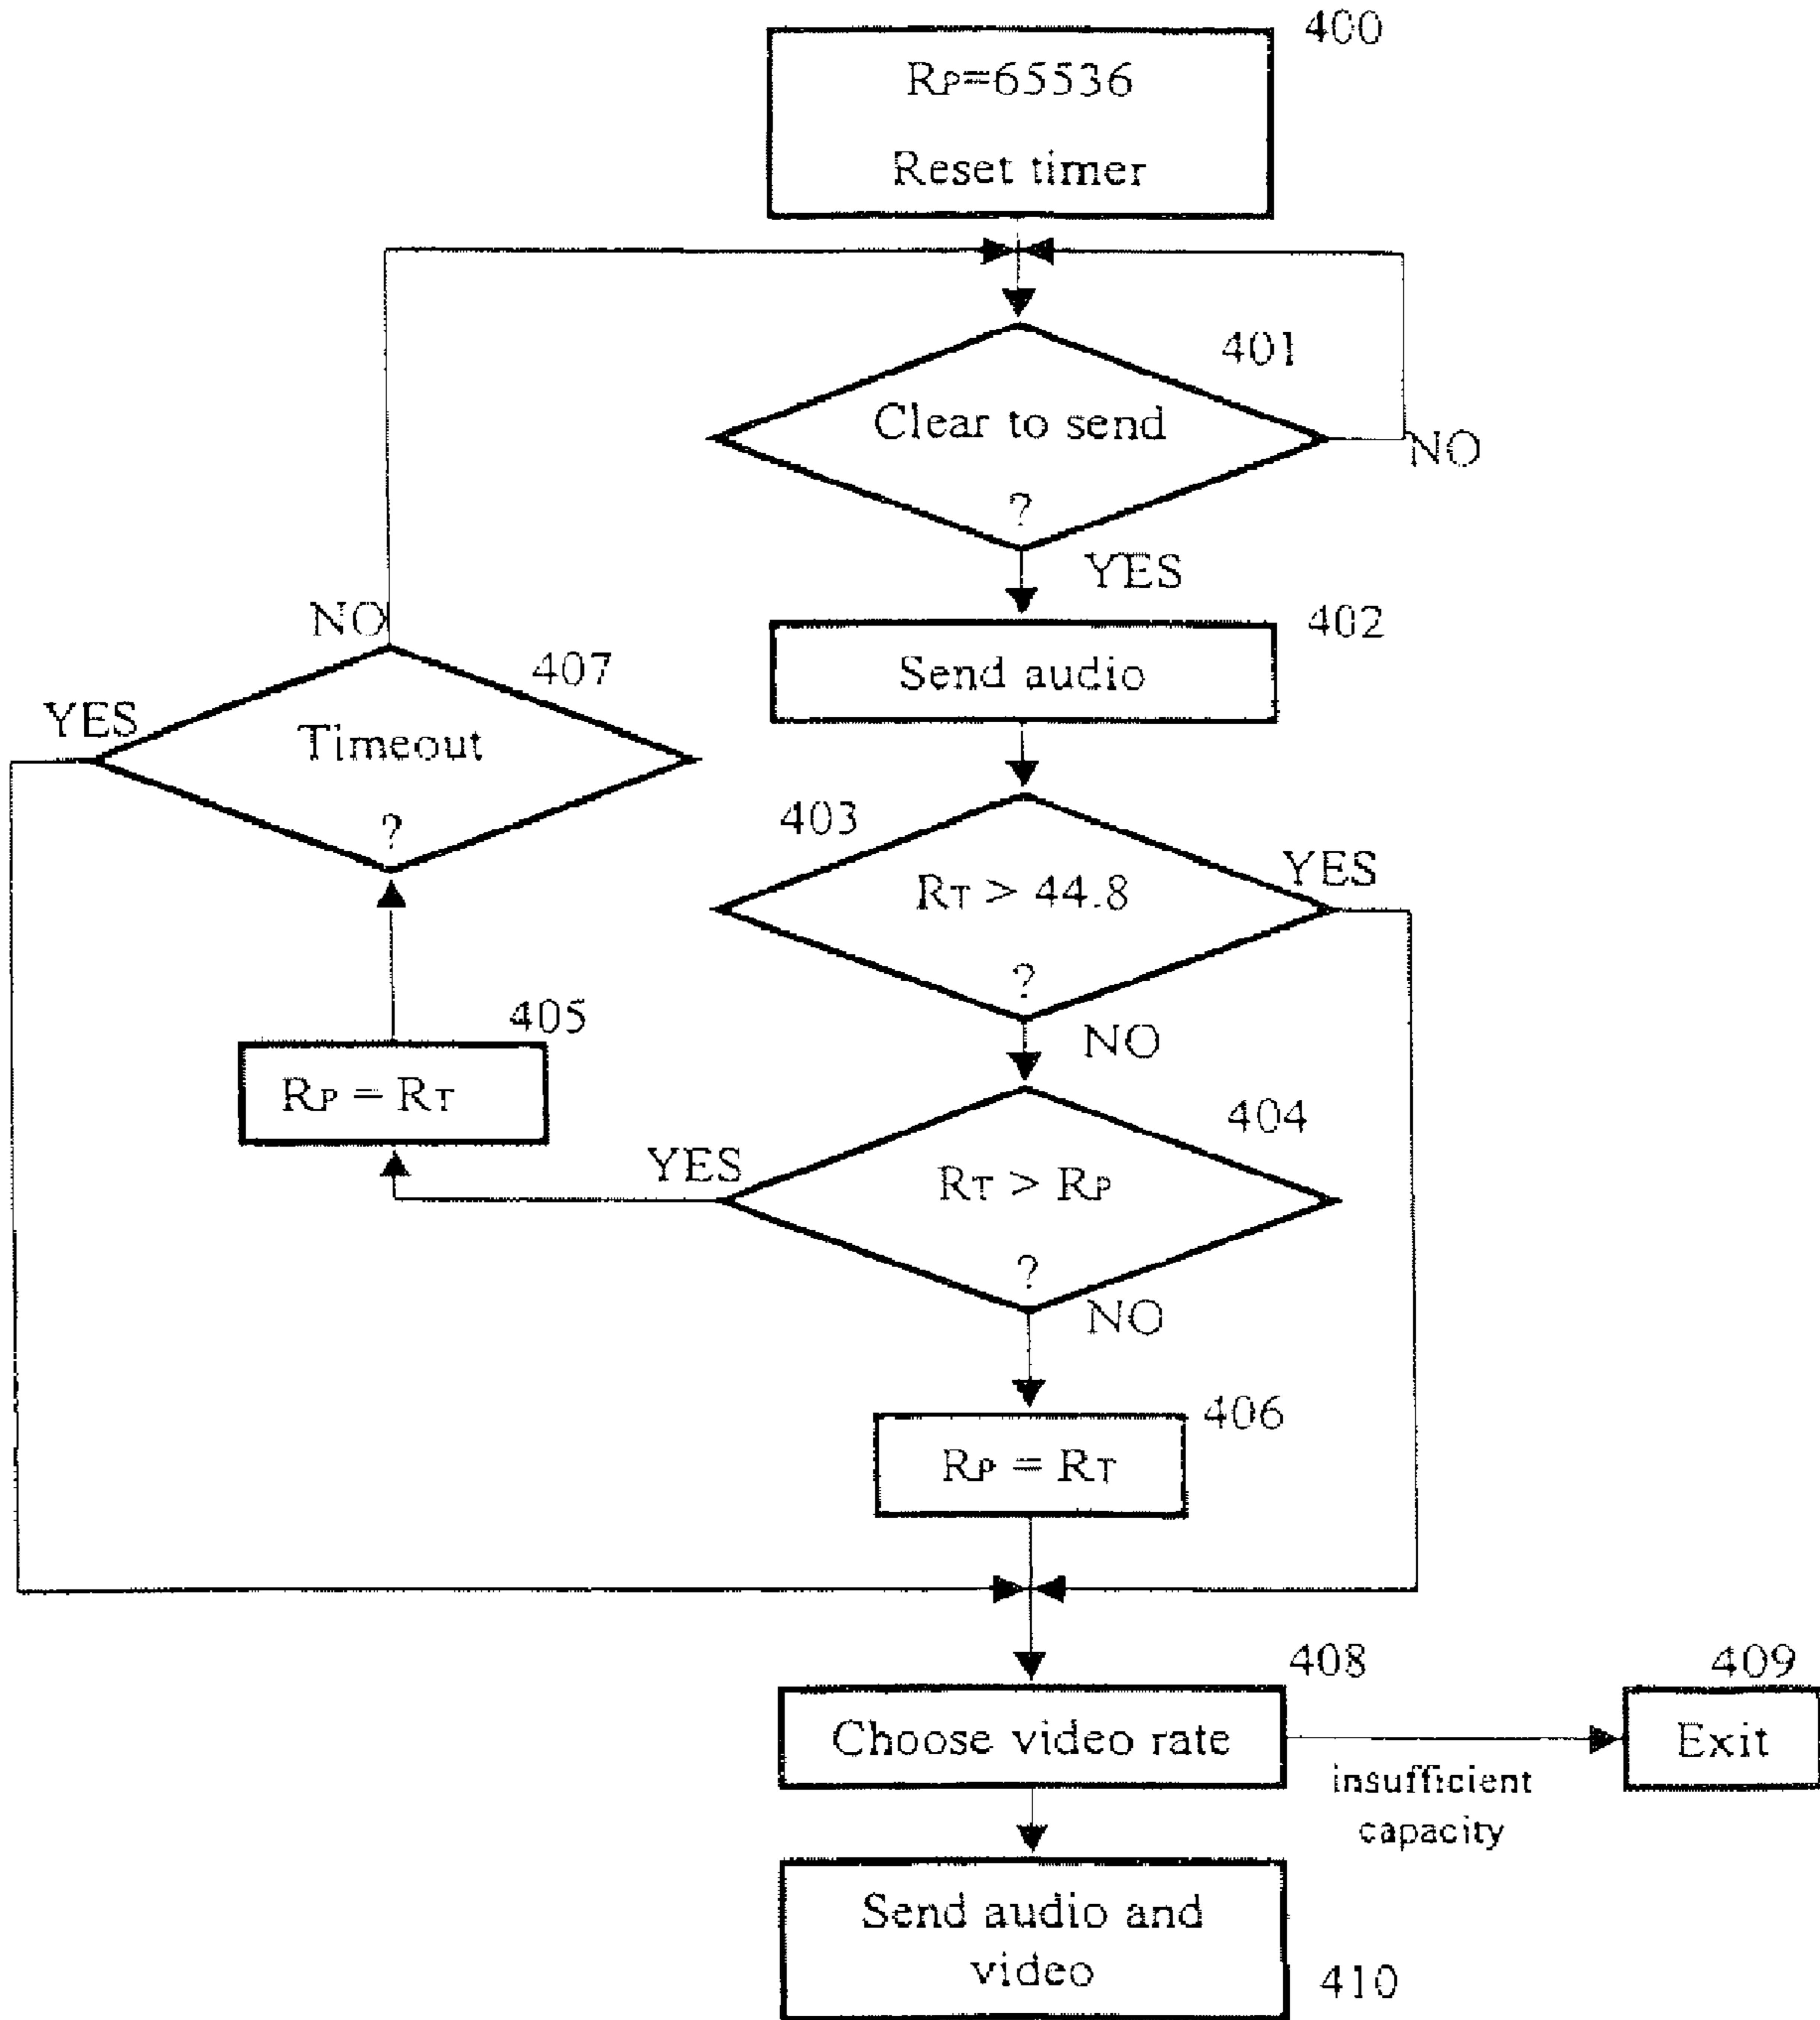 400
RP=65536
Reset timer
401
Clear to send
?
NO
YES
402
Send audio
NO
407
YES
Timeout
?
403
RT > 44.8
?
YES
NO
405
RP = RT
404
YES
RT > RP
?
NO
406
RP = RT
408
Choose video rate
409
Exit
insufficient
capacity
Send audio and
video
410